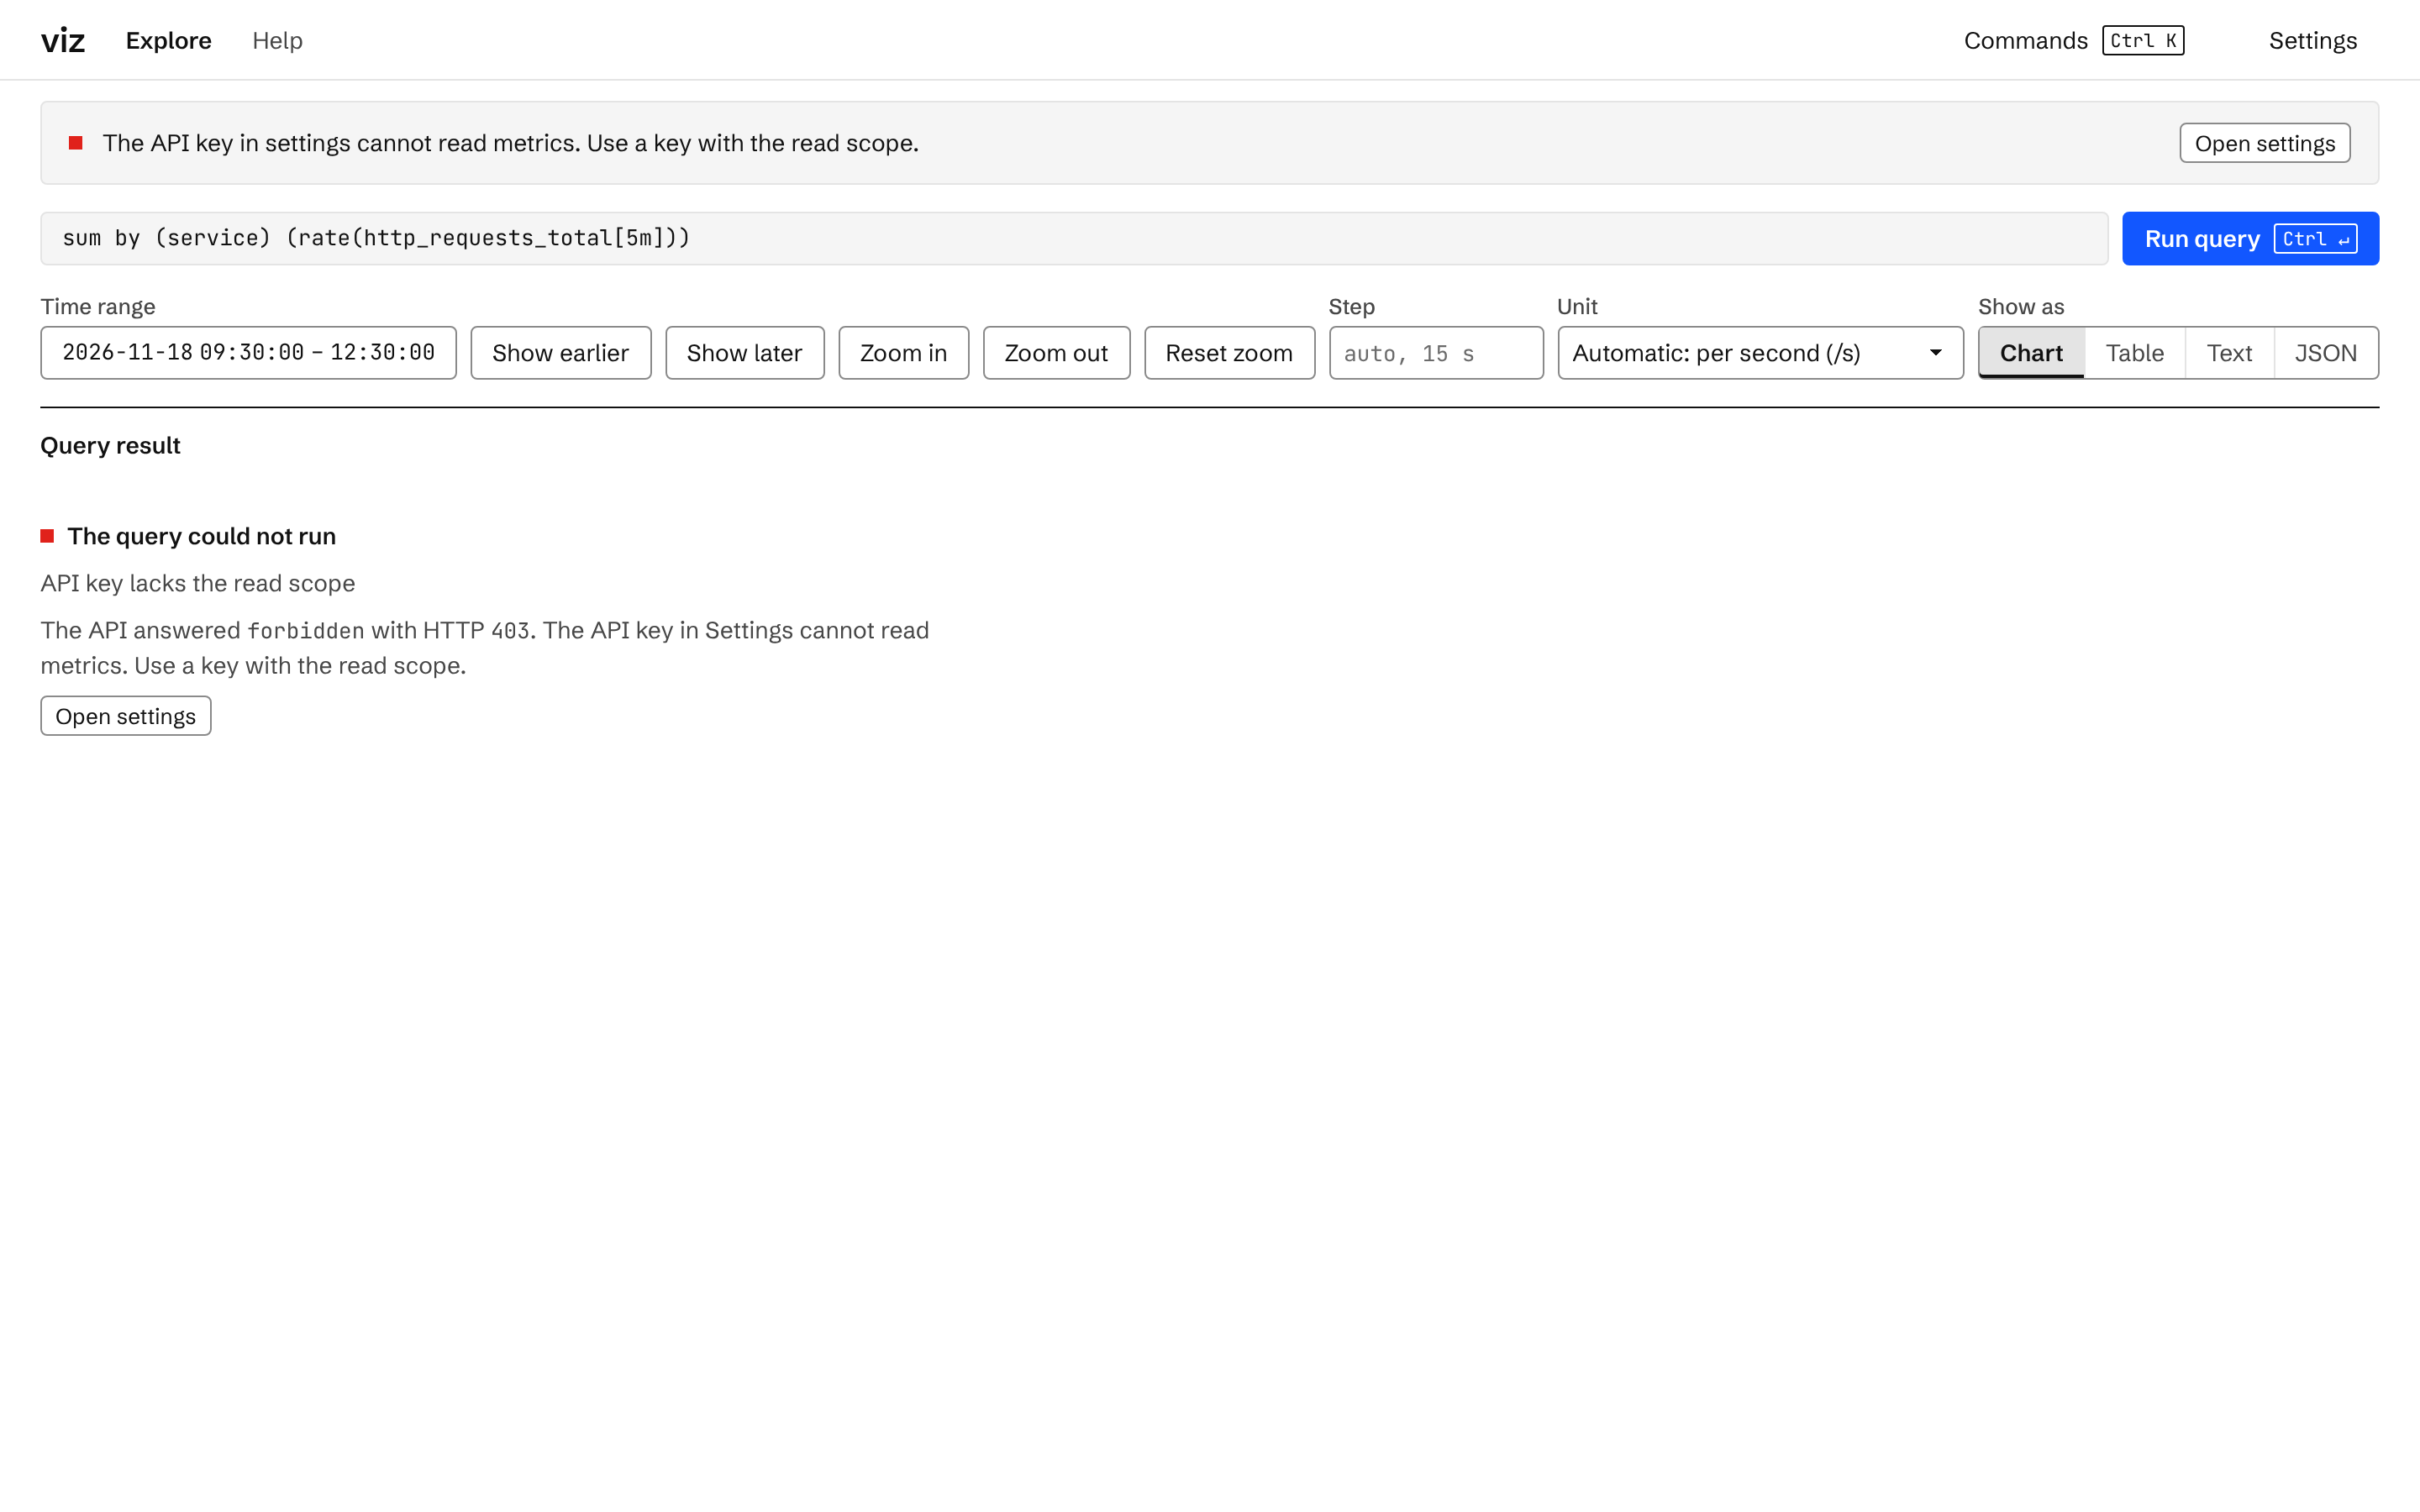 viz Explore Help Commands Ctrl K Settings
The API key in settings cannot read metrics. Use a key with the read scope. Open settings
sum by (service) (rate(http_requests_total[5m])) Run query Ctrl ↵
Time range Step Unit Show as
2026-11-18 09:30:00 – 12:30:00 Show earlier Show later Zoom in Zoom out Reset zoom auto, 15 s Automatic: per second (/s) Chart Table Text JSON
Query result
The query could not run
API key lacks the read scope
The API answered forbidden with HTTP 403. The API key in Settings cannot read
metrics. Use a key with the read scope.
Open settings